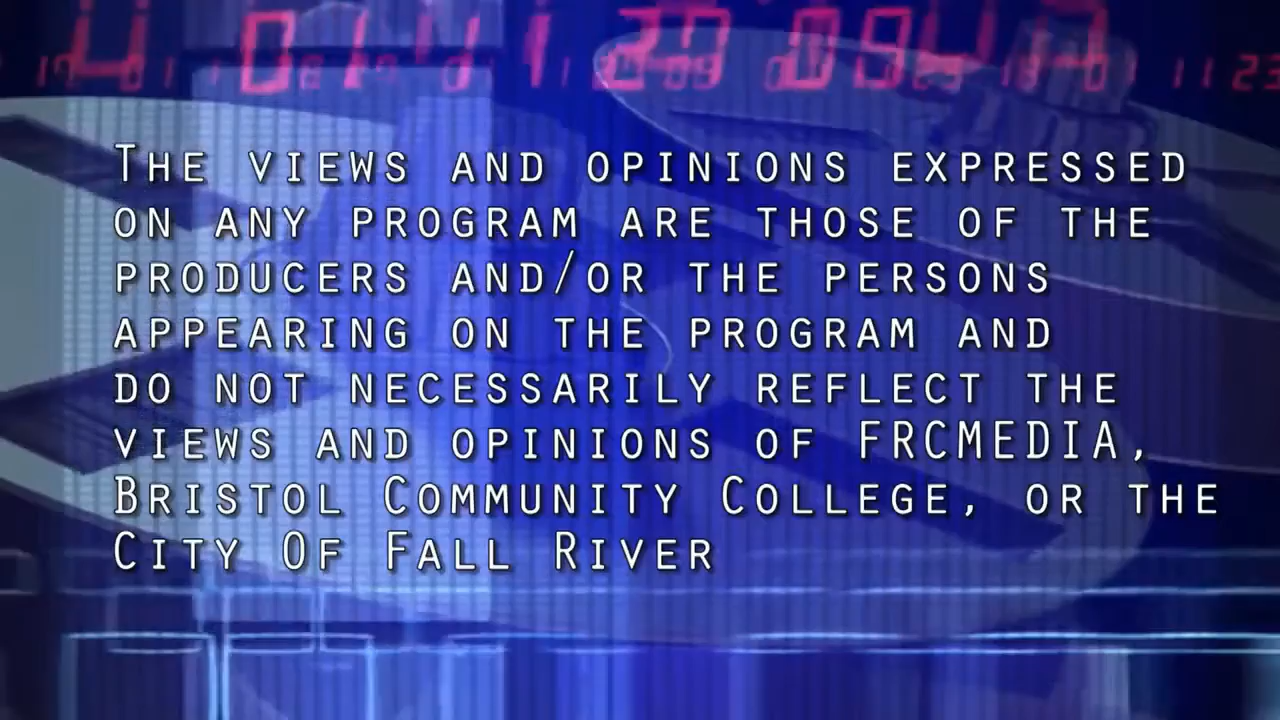 The views and opinions expressed
on any program are those of the
producers and/or the persons
appearing on the program and
do not necessarily reflect the
views and opinions of FRCMEDIA,
Bristol Community College, or the
City Of Fall River